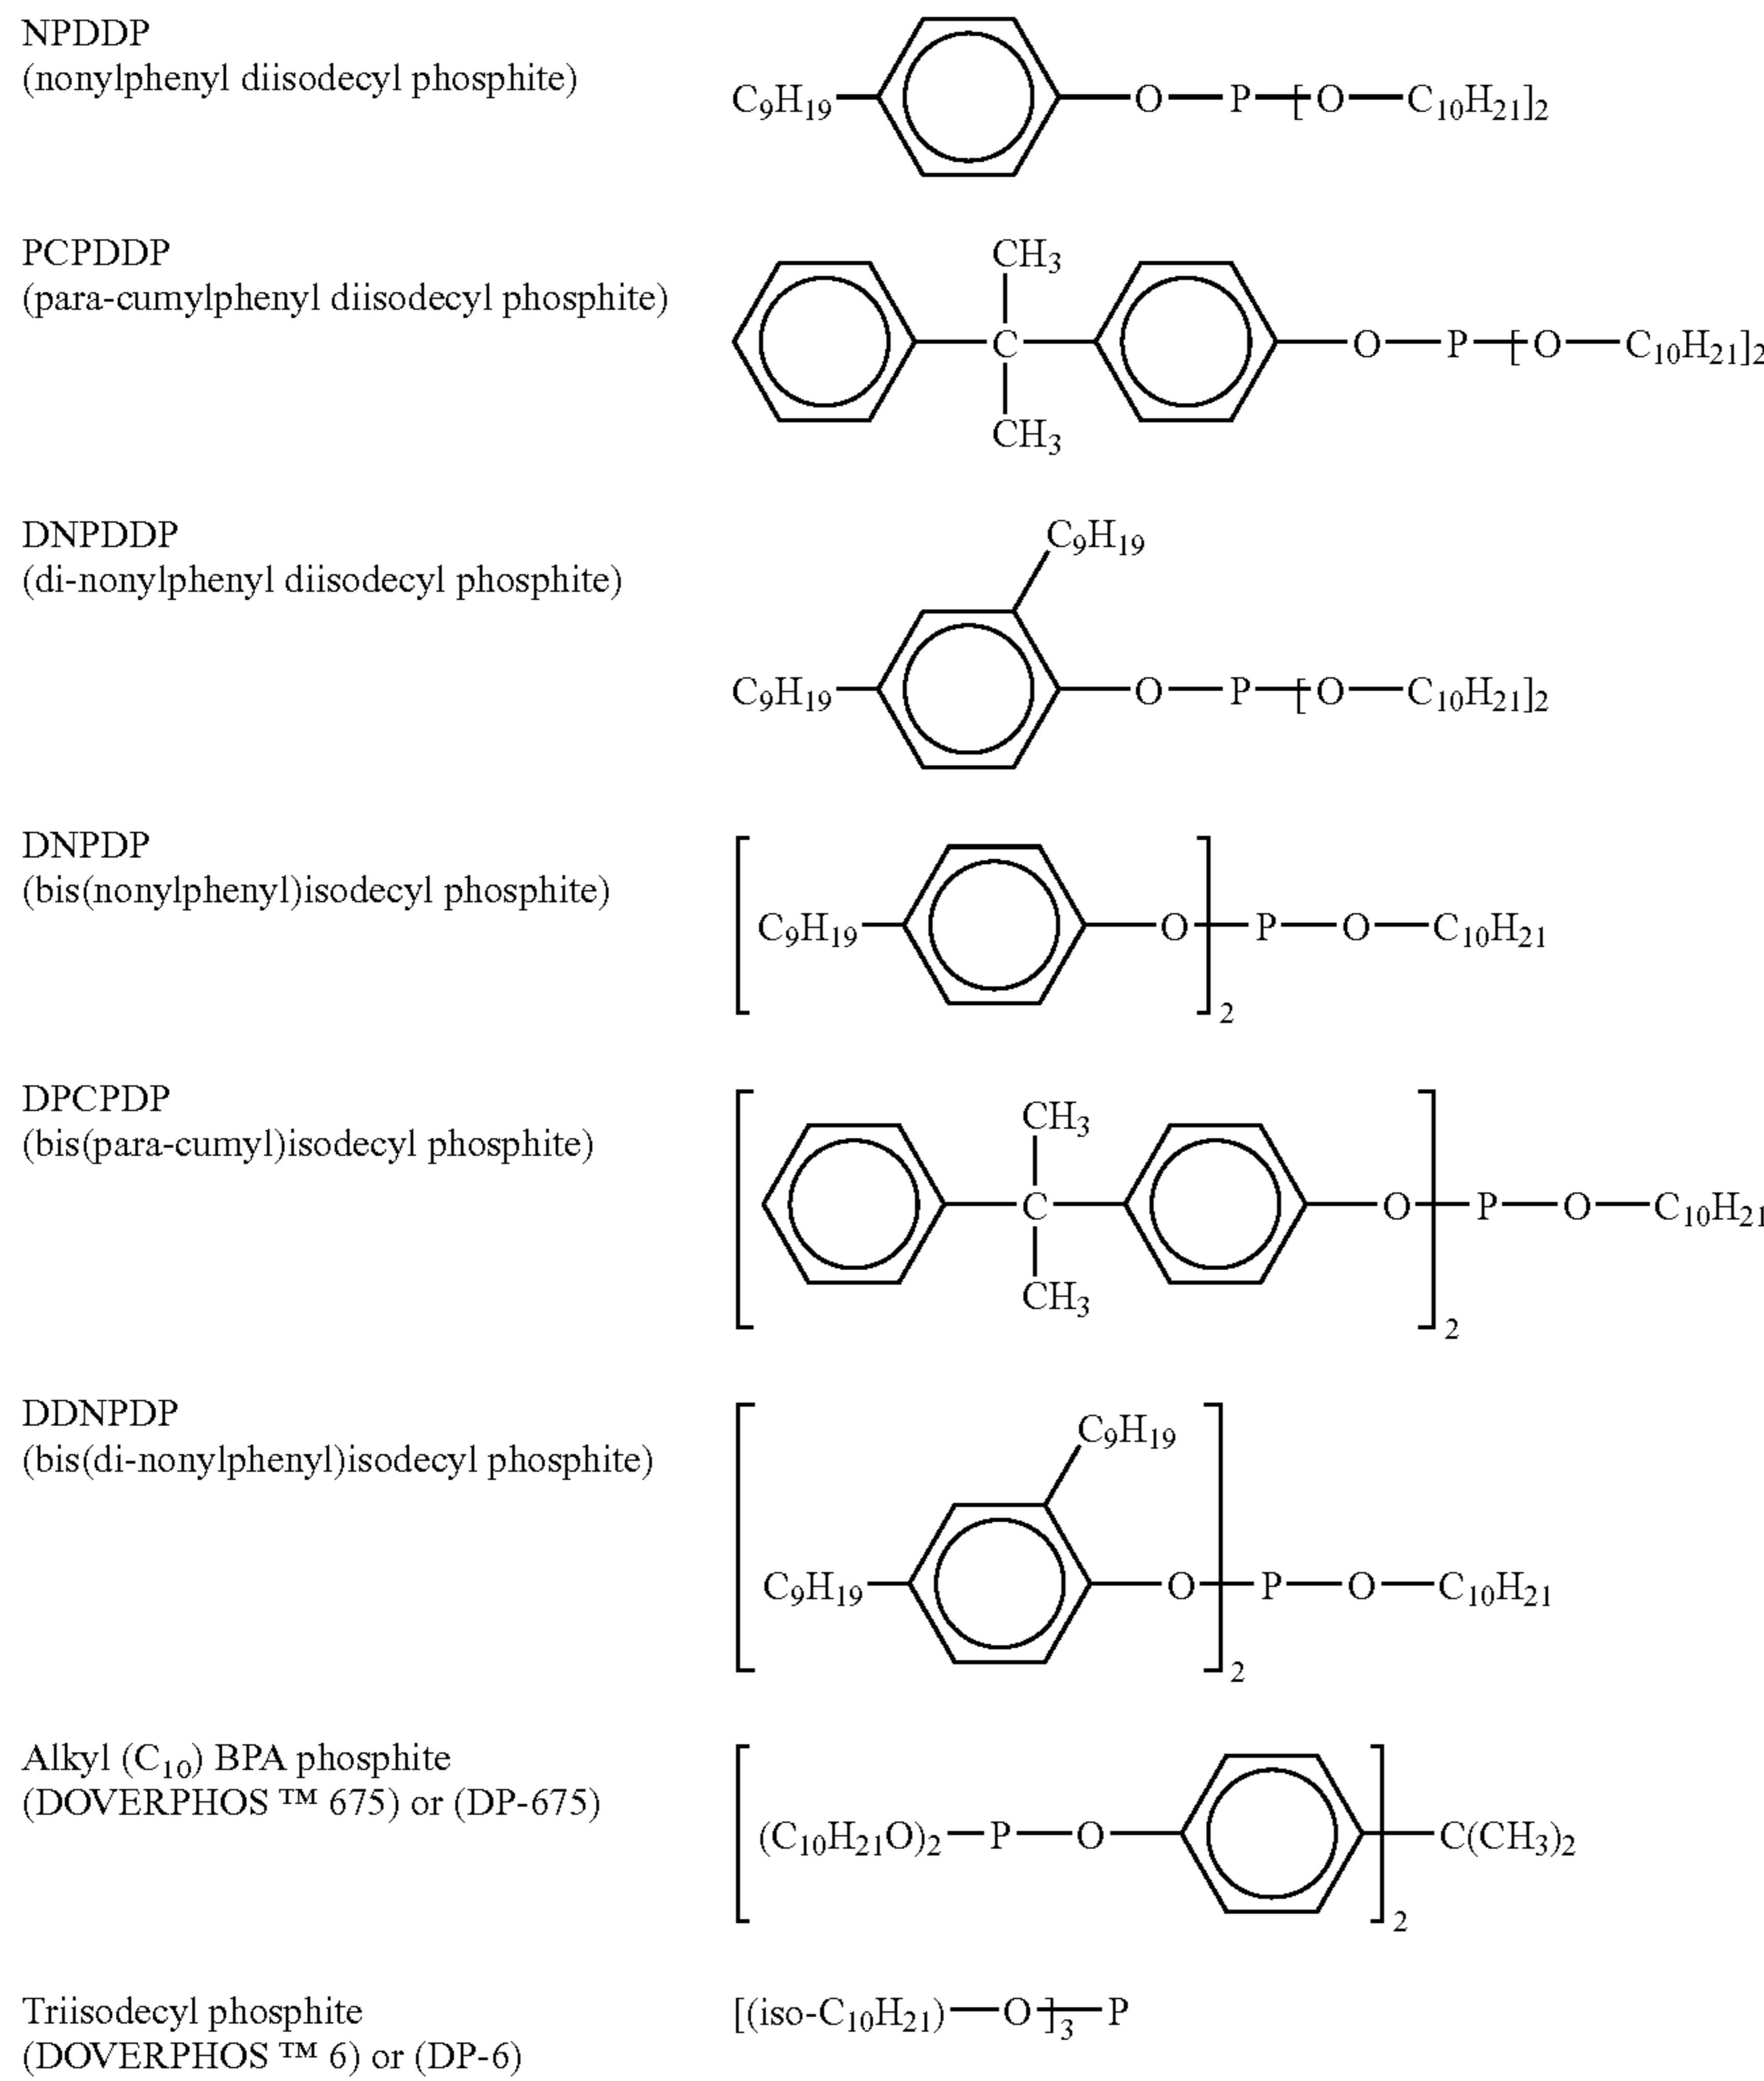 NPDDP
(nonylphenyl diisodecyl phosphite)
C₉H₁₉ O P [ O C₁₀H₂₁]₂
PCPDDP
(para-cumylphenyl diisodecyl phosphite)
CH₃
C O P [ O C₁₀H₂₁]₂
CH₃
DNPDDP
(di-nonylphenyl diisodecyl phosphite)
C₉H₁₉
C₉H₁₉ O P [ O C₁₀H₂₁]₂
DNPDP
(bis(nonylphenyl)isodecyl phosphite)
[ C₉H₁₉ O ]₂ P O C₁₀H₂₁
DPCPDP
(bis(para-cumyl)isodecyl phosphite)
CH₃
[ C O ]₂ P O C₁₀H₂₁
CH₃
DDNPDP
(bis(di-nonylphenyl)isodecyl phosphite)
C₉H₁₉
[ C₉H₁₉ O ]₂ P O C₁₀H₂₁
Alkyl (C₁₀) BPA phosphite
(DOVERPHOS ™ 675) or (DP-675)
[ (C₁₀H₂₁O)₂ P O ]₂ C(CH₃)₂
Triisodecyl phosphite
(DOVERPHOS ™ 6) or (DP-6)
[(iso-C₁₀H₂₁) O ]₃ P